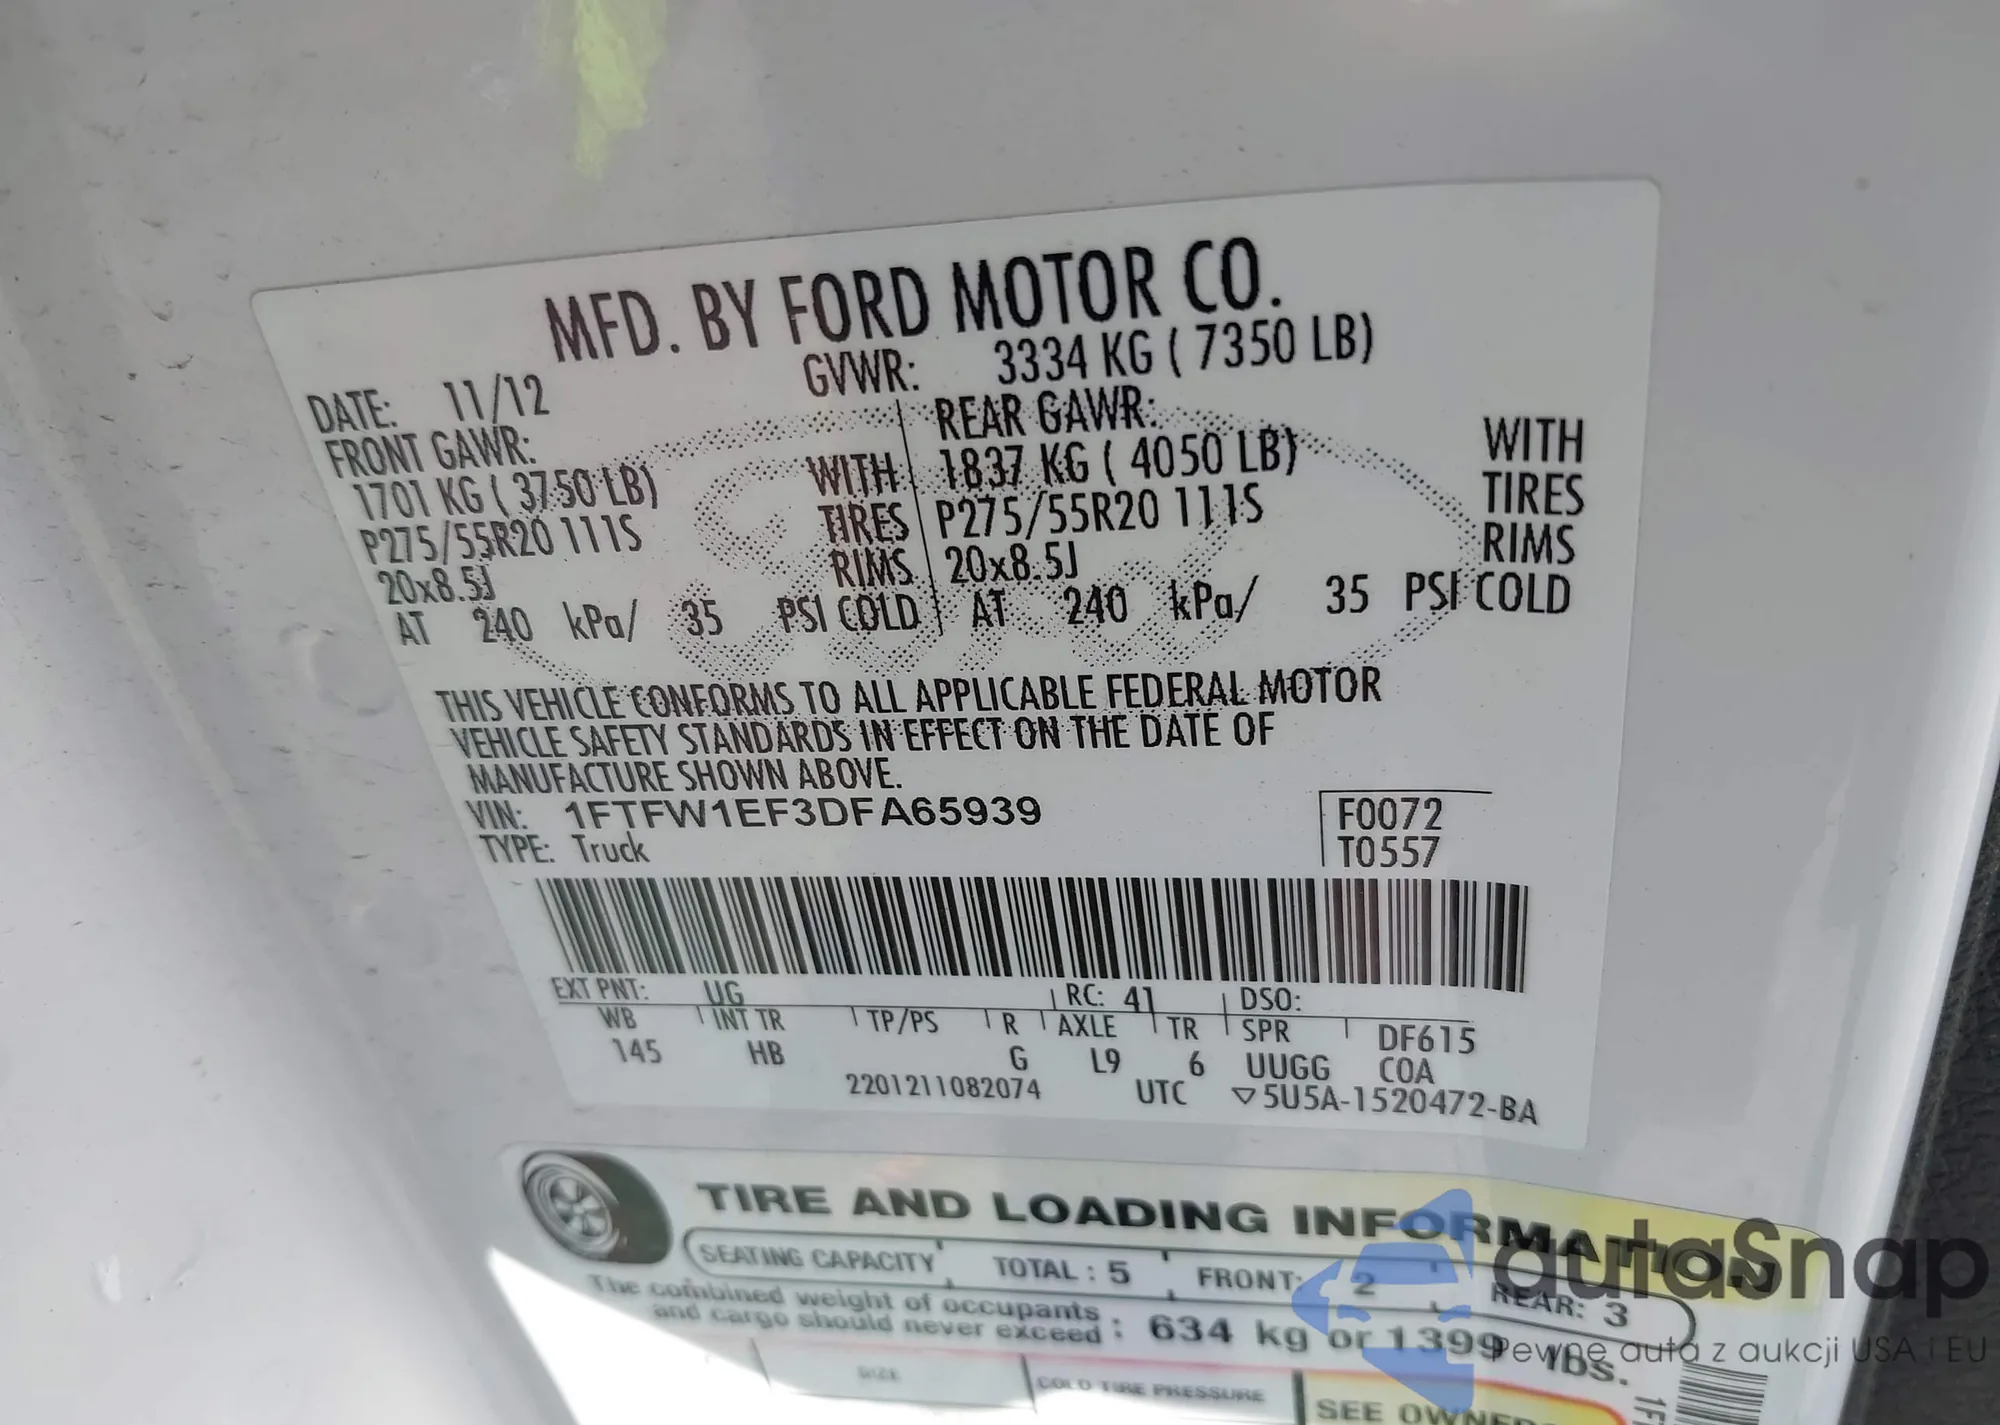 MFD. BY FORD MOTOR CO.
DATE: 11/12 GVWR: 3334 KG ( 7350 LB)
FRONT GAWR: REAR GAWR:
1701 KG ( 3750 LB) WITH 1837 KG ( 4050 LB) WITH
P275/55R20 111S TIRES P275/55R20 111S TIRES
20x8.5J RIMS 20x8.5J RIMS
AT 240 kPa/ 35 PSI COLD AT 240 kPa/ 35 PSI COLD
THIS VEHICLE CONFORMS TO ALL APPLICABLE FEDERAL MOTOR
VEHICLE SAFETY STANDARDS IN EFFECT ON THE DATE OF
MANUFACTURE SHOWN ABOVE.
VIN: 1FTFW1EF3DFA65939 F0072
TYPE: Truck T0557
EXT PNT: UG RC: 41 DSO:
WB INT TR TP/PS R AXLE TR SPR DF615
145 HB G L9 6 UUGG COA
2201211082074 UTC ▽5U5A-1520472-BA
TIRE AND LOADING INFORMATION
SEATING CAPACITY TOTAL : 5 FRONT: 2 REAR: 3
The combined weight of occupants
and cargo should never exceed : 634 kg or 1399 lbs.
SIZE COLD TIRE PRESSURE SEE OWNER
1F
autaSnap
Pewne auta z aukcji USA i EU